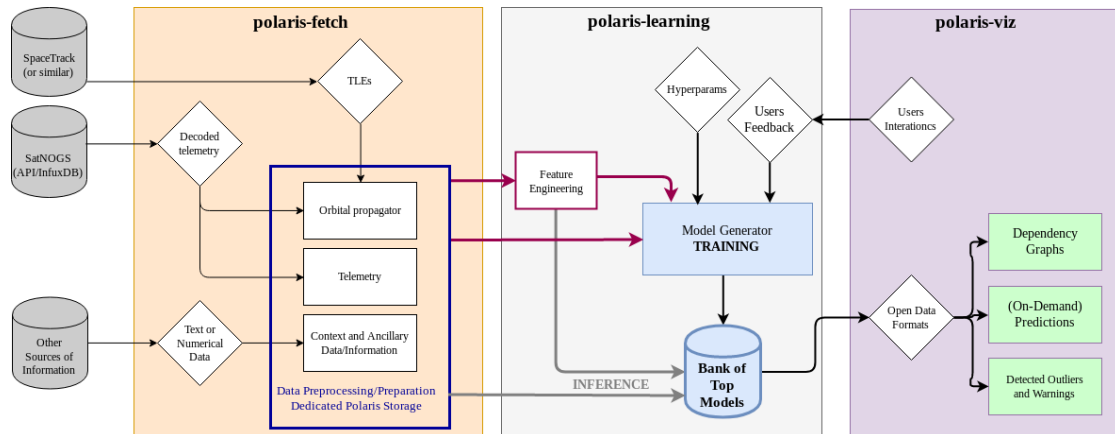 polaris-fetch
polaris-learning
polaris-viz
SpaceTrack
(or similar)
TLEs
Hyperparams
Users
Feedback
Users
Interationcs
SatNOGS
(API/InfuxDB)
Decoded
telemetry
Feature
Engineering
Orbital propagator
Model Generator
TRAINING
Dependency
Graphs
Telemetry
Other
Sources of
Information
Text or
Numerical
Data
Context and Ancillary
Data/Information
Open Data
Formats
(On-Demand)
Predictions
Data Preprocessing/Preparation
Dedicated Polaris Storage
INFERENCE
Bank of
Top
Models
Detected Outliers
and Warnings